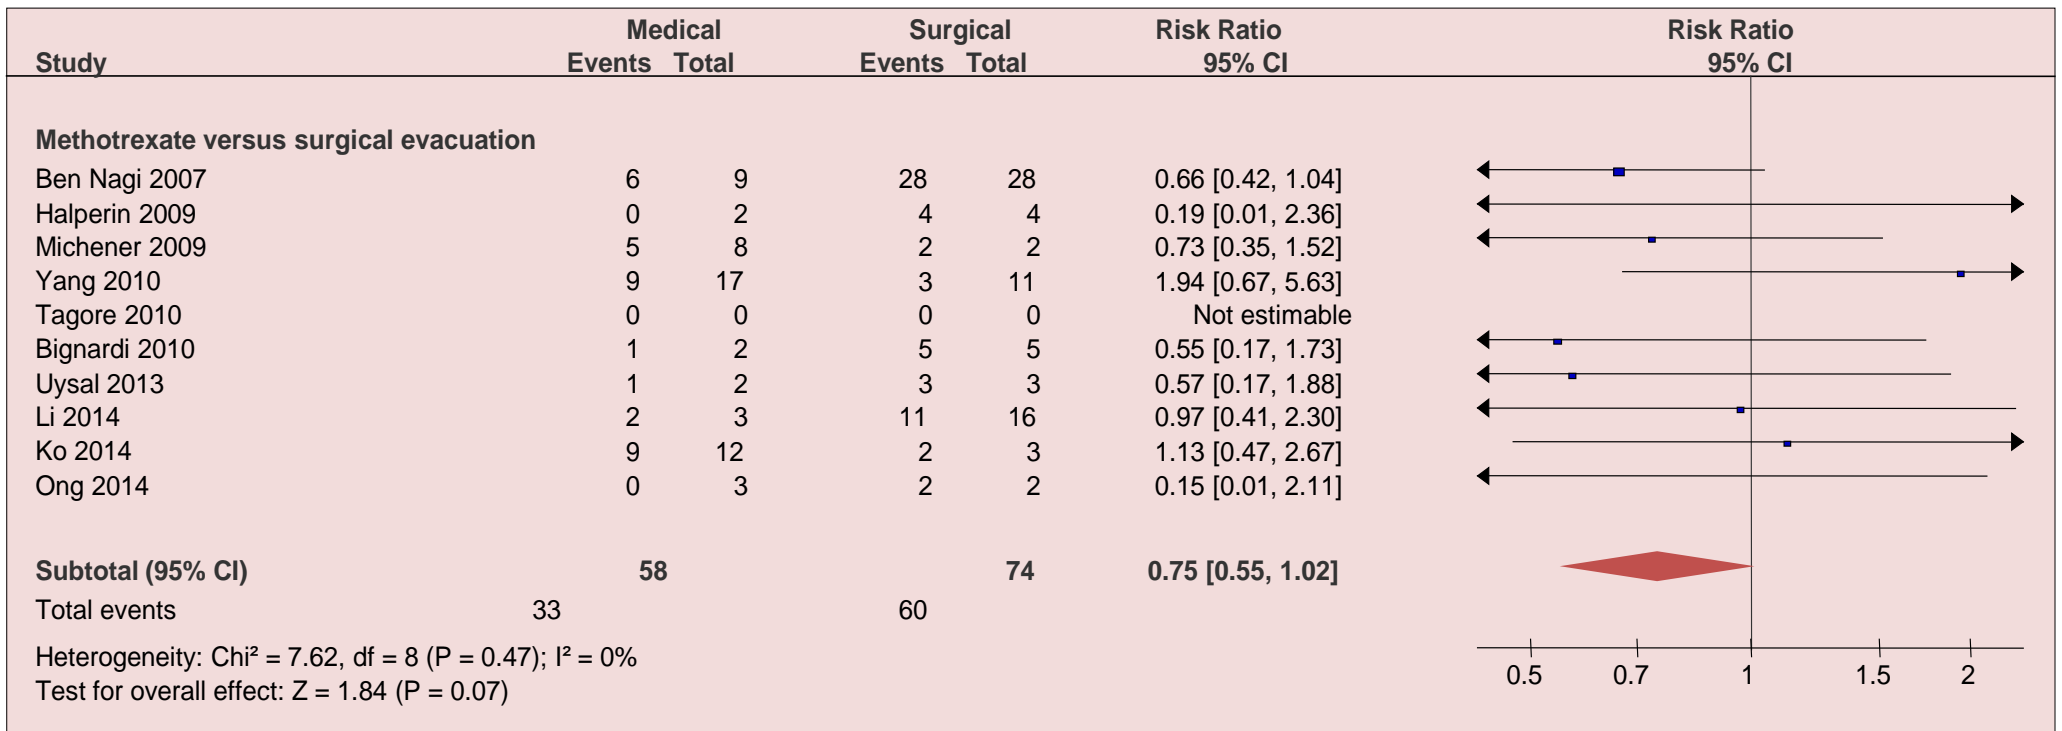 Medical Surgical Risk Ratio Risk Ratio
Study Events Total Events Total 95% CI 95% CI
Methotrexate versus surgical evacuation
Ben Nagi 2007 6 9 28 28 0.66 [0.42, 1.04]
Halperin 2009 0 2 4 4 0.19 [0.01, 2.36]
Michener 2009 5 8 2 2 0.73 [0.35, 1.52]
Yang 2010 9 17 3 11 1.94 [0.67, 5.63]
Tagore 2010 0 0 0 0 Not estimable
Bignardi 2010 1 2 5 5 0.55 [0.17, 1.73]
Uysal 2013 1 2 3 3 0.57 [0.17, 1.88]
Li 2014 2 3 11 16 0.97 [0.41, 2.30]
Ko 2014 9 12 2 3 1.13 [0.47, 2.67]
Ong 2014 0 3 2 2 0.15 [0.01, 2.11]
Subtotal (95% CI) 58 74 0.75 [0.55, 1.02]
Total events 33 60
Heterogeneity: Chi² = 7.62, df = 8 (P = 0.47); I² = 0%
Test for overall effect: Z = 1.84 (P = 0.07)
0.5 0.7 1 1.5 2